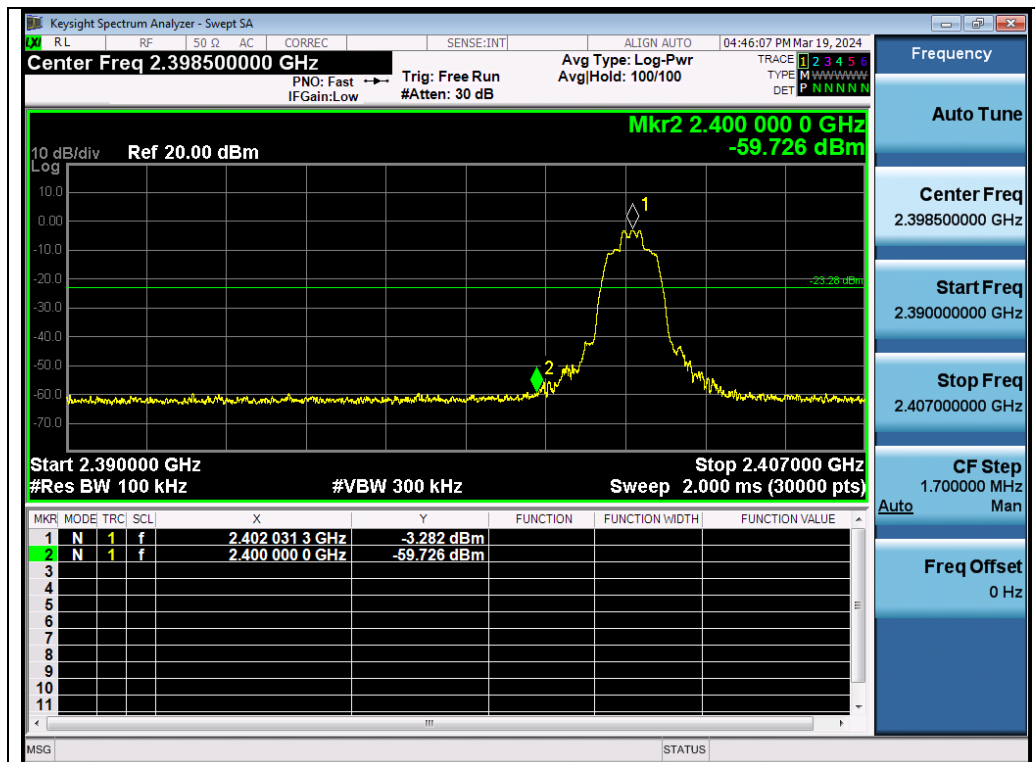 Keysight Spectrum Analyzer - Swept SA
LXI RL RF 50 Ω AC CORREC SENSE:INT ALIGN AUTO 04:46:07 PM Mar 19, 2024
Center Freq 2.398500000 GHz
PNO: Fast
IFGain:Low
Trig: Free Run
#Atten: 30 dB
Avg Type: Log-Pwr
Avg|Hold: 100/100
TRACE 1 2 3 4 5 6
TYPE M WWWWW
DET P N N N N N
Mkr2 2.400 000 0 GHz
-59.726 dBm
10 dB/div Ref 20.00 dBm
Log
10.0
0.00
-10.0
-20.0
-30.0
-40.0
-50.0
-60.0
-70.0
1
-23.28 dBm
2
Start 2.390000 GHz Stop 2.407000 GHz
#Res BW 100 kHz #VBW 300 kHz Sweep 2.000 ms (30000 pts)
MKR MODE TRC SCL X Y FUNCTION FUNCTION WIDTH FUNCTION VALUE
1 N 1 f 2.402 031 3 GHz -3.282 dBm
2 N 1 f 2.400 000 0 GHz -59.726 dBm
3
4
5
6
7
8
9
10
11
MSG STATUS
Frequency
Auto Tune
Center Freq
2.398500000 GHz
Start Freq
2.390000000 GHz
Stop Freq
2.407000000 GHz
CF Step
1.700000 MHz
Auto Man
Freq Offset
0 Hz